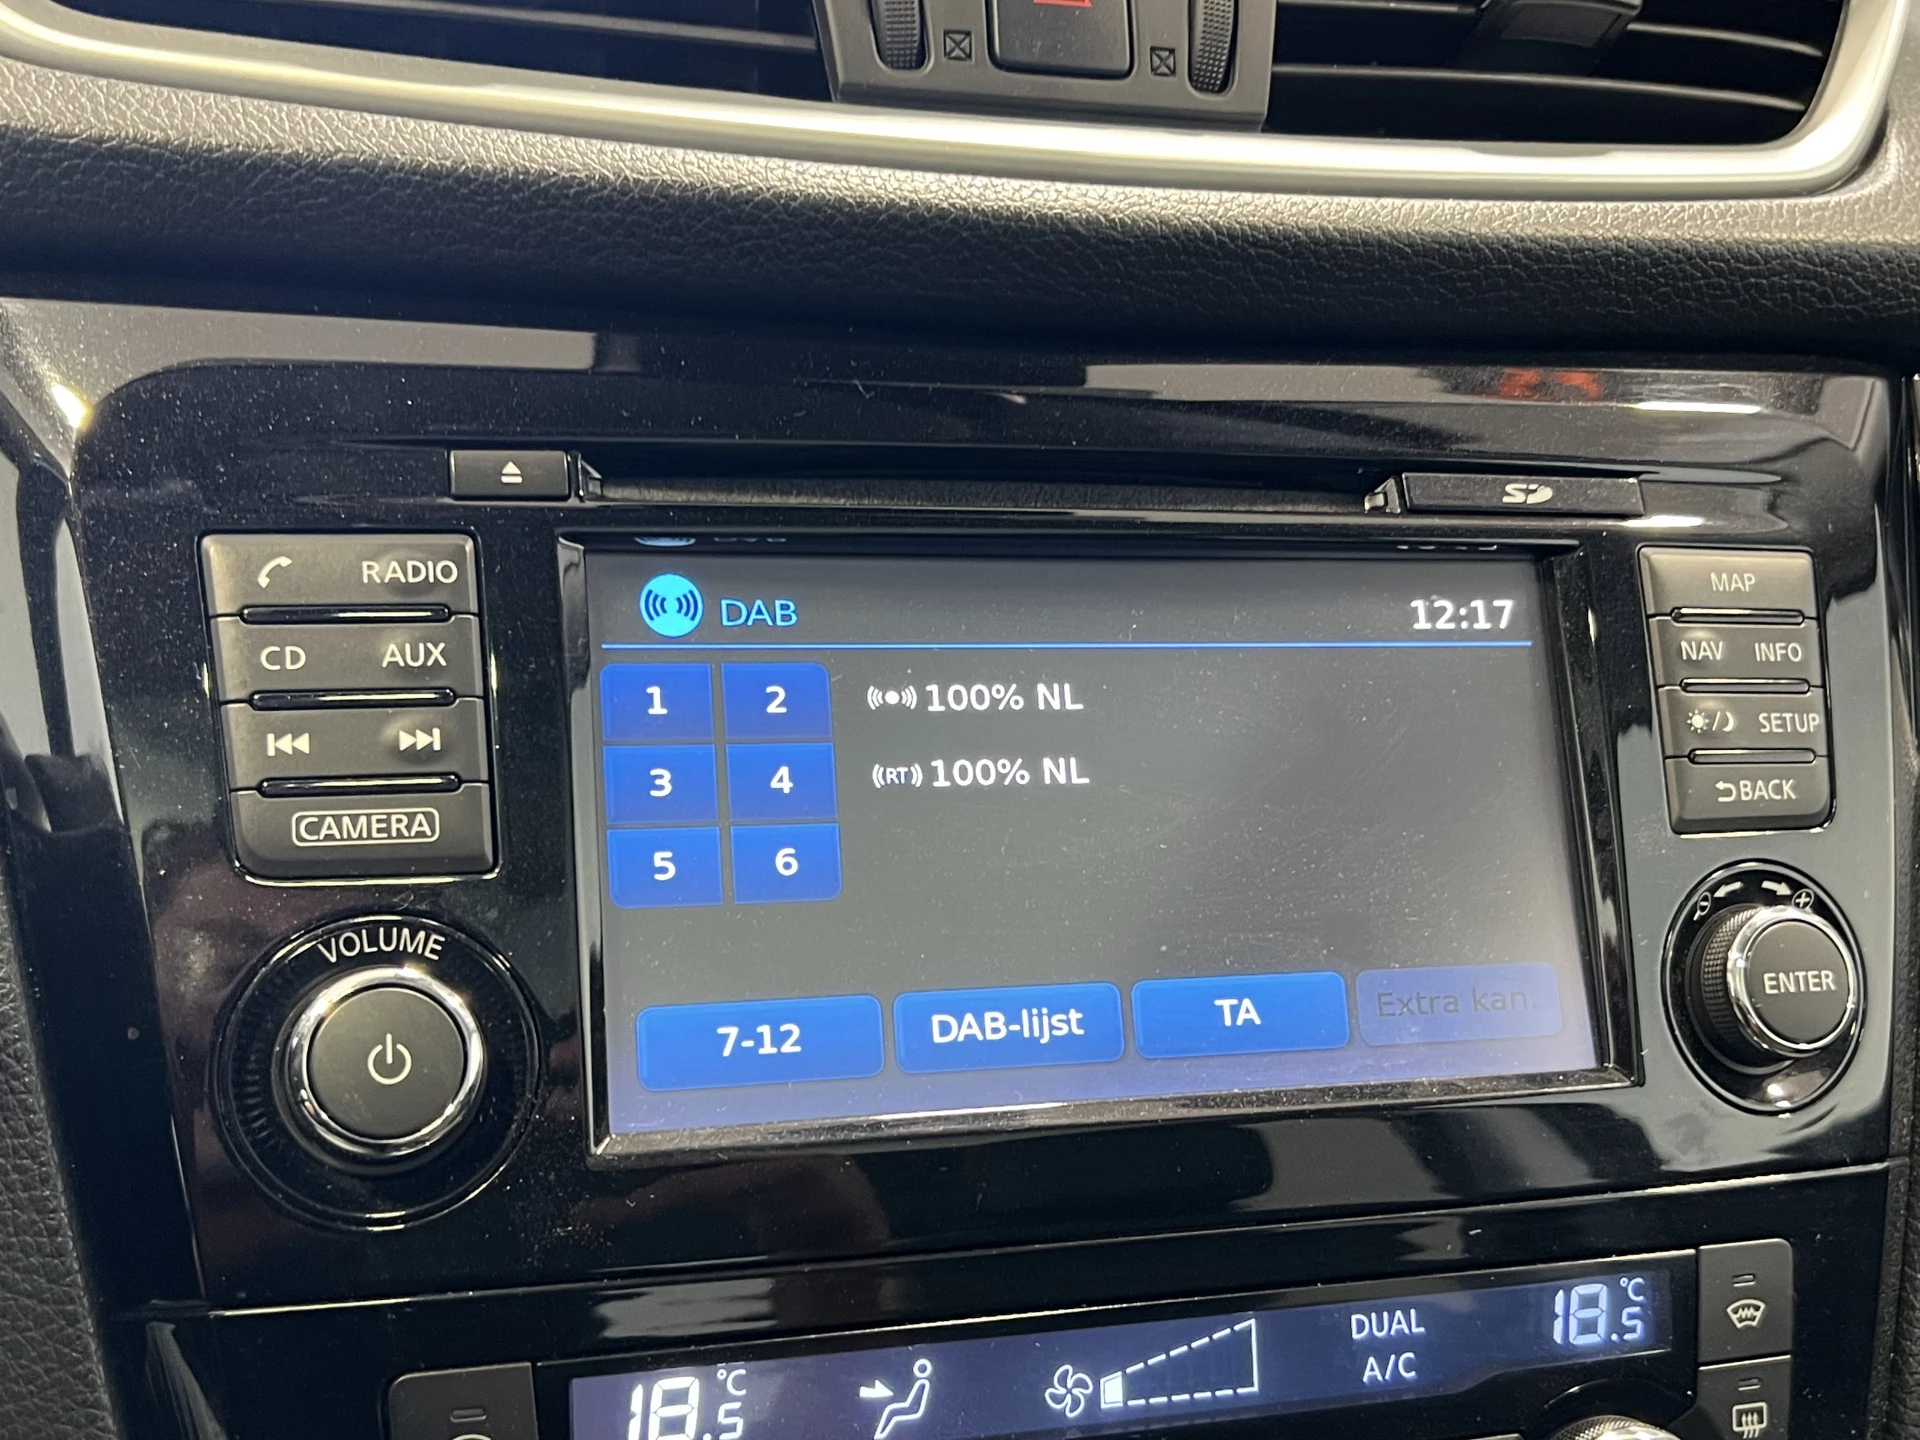 SD
RADIO
CD AUX
CAMERA
VOLUME
DAB 12:17
1 2
3 4
5 6
100% NL
RT 100% NL
7-12 DAB-lijst TA Extra kan.
MAP
NAV INFO
SETUP
BACK
ENTER
18.5 °C
DUAL
A/C
18.5 °C